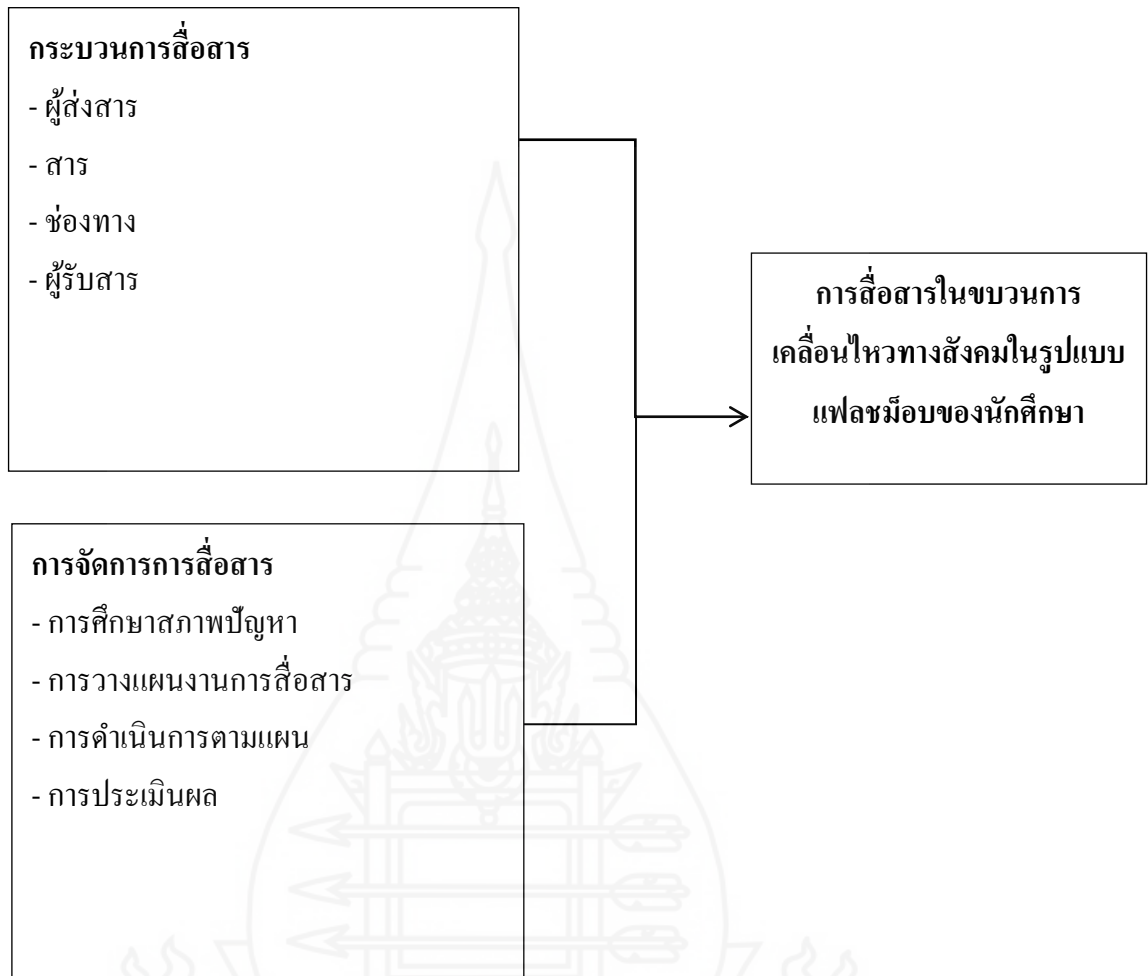 กระบวนการสื่อสาร
- ผู้ส่งสาร
- สาร
- ช่องทาง
- ผู้รับสาร
การสื่อสารในขบวนการ
เคลื่อนไหวทางสังคมในรูปแบบ
แฟลชม็อบของนักศึกษา
การจัดการการสื่อสาร
- การศึกษาสภาพปัญหา
- การวางแผนงานการสื่อสาร
- การดำเนินการตามแผน
- การประเมินผล